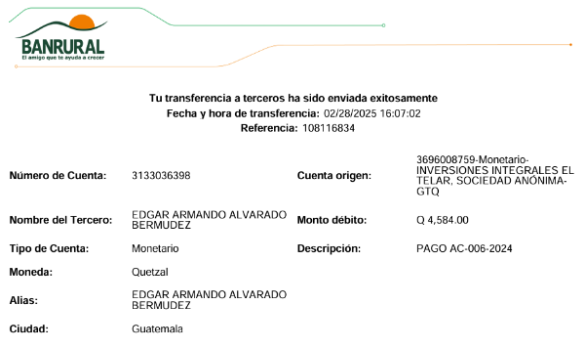 BANRURAL
El amigo que te ayuda a crecer
Tu transferencia a terceros ha sido enviada exitosamente
Fecha y hora de transferencia: 02/28/2025 16:07:02
Referencia: 108116834
Número de Cuenta: 3133036398
Cuenta origen: 3696008759-Monetario-
INVERSIONES INTEGRALES EL
TELAR, SOCIEDAD ANÓNIMA-
GTQ
Nombre del Tercero: EDGAR ARMANDO ALVARADO
BERMUDEZ
Monto débito: Q 4,584.00
Tipo de Cuenta: Monetario
Descripción: PAGO AC-006-2024
Moneda: Quetzal
Alias: EDGAR ARMANDO ALVARADO
BERMUDEZ
Ciudad: Guatemala